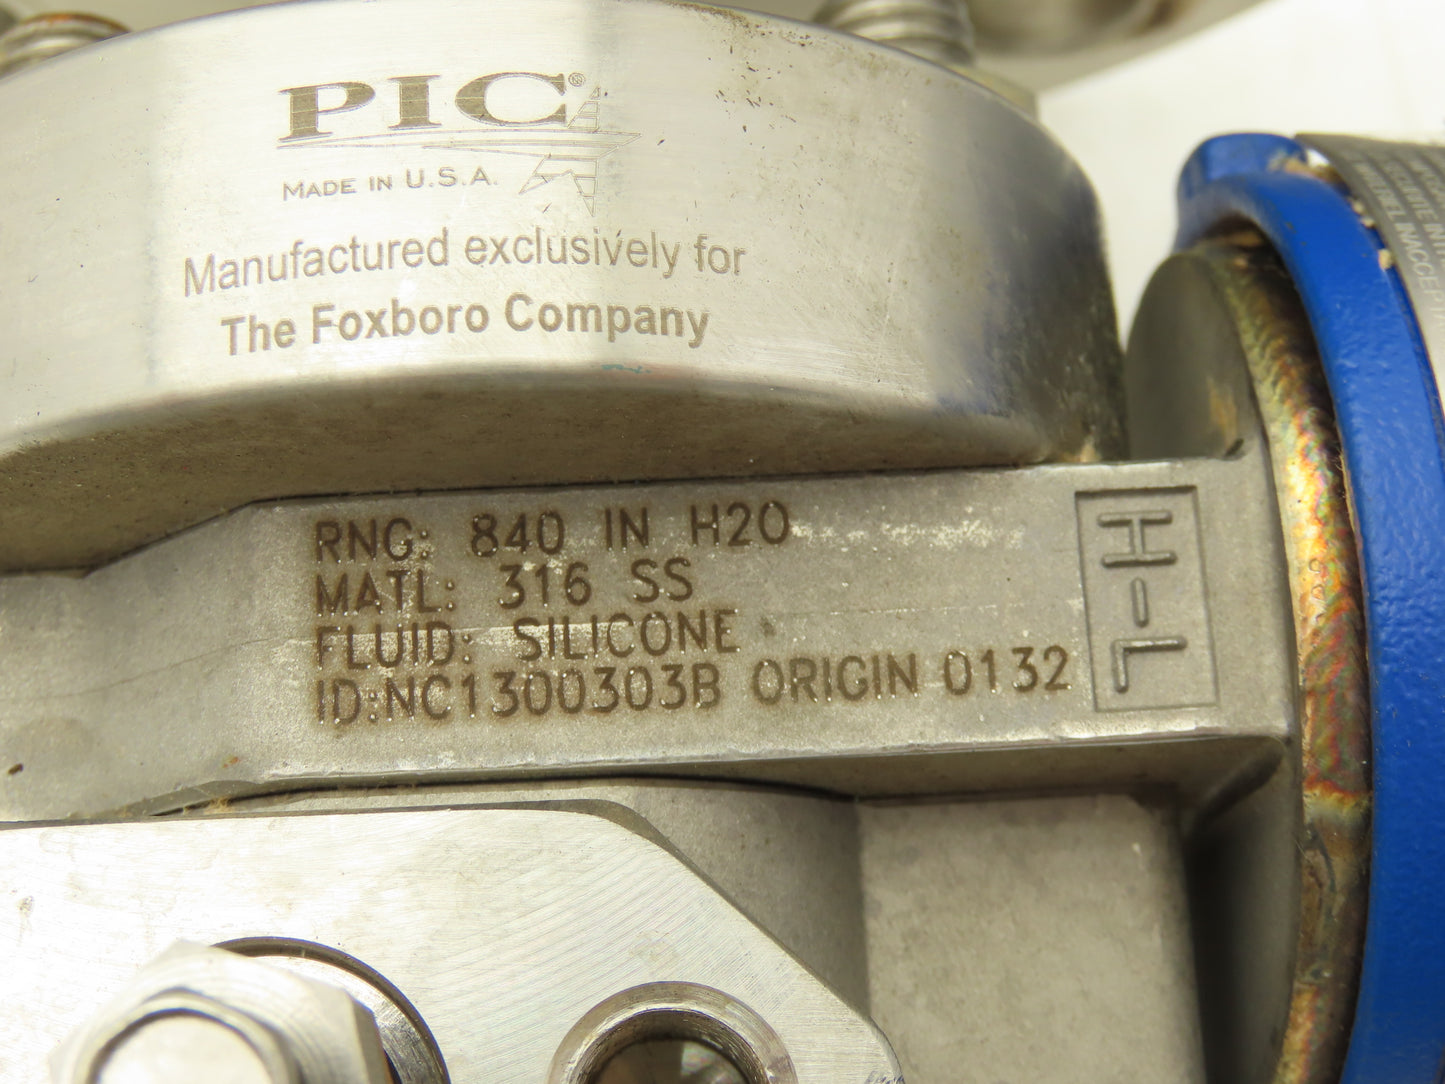 PIC®
MADE IN U.S.A.
Manufactured exclusively for
The Foxboro Company
RNG: 840 IN H2O
MATL: 316 SS
FLUID: SILICONE
ID:NC1300303B ORIGIN 0132
H-L